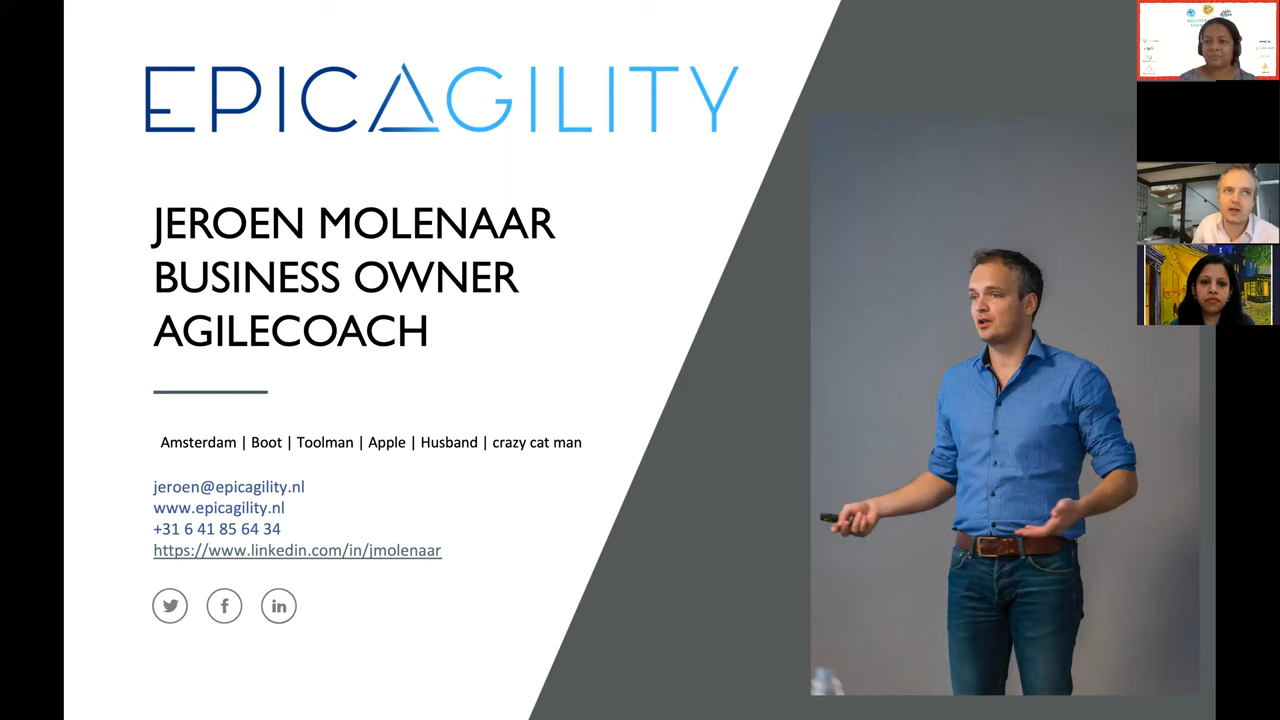 EPICAGILITY
JEROEN MOLENAAR
BUSINESS OWNER
AGILECOACH
Amsterdam | Boot | Toolman | Apple | Husband | crazy cat man
jeroen@epicagility.nl
www.epicagility.nl
+31 6 41 85 64 34
https://www.linkedin.com/in/jmolenaar